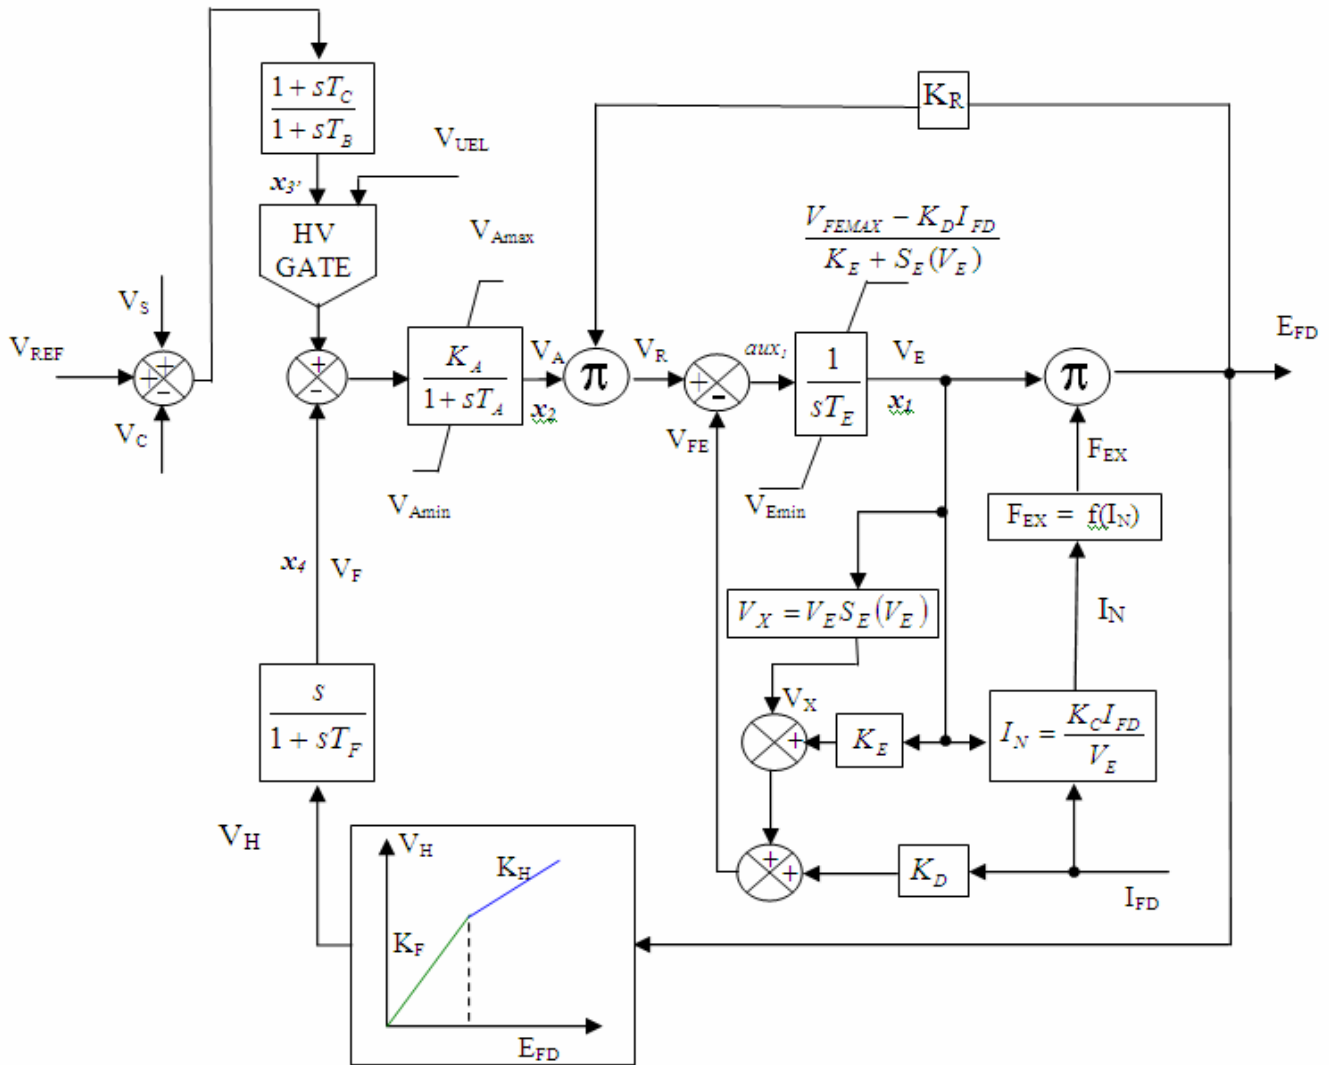 1 + sT_C
1 + sT_B
K_R
V_UEL
x_3'
HV
GATE
V_Amax
V_FEMAX − K_D I_FD
K_E + S_E(V_E)
V_S
V_REF
+
+
-
V_C
+
-
K_A
1 + sT_A
V_A
x_2
π
V_R
+
-
aux_1
1
sT_E
V_E
x_1
π
E_FD
V_FE
V_Amin
V_Emin
F_EX
F_EX = f(I_N)
x_4
V_F
V_X = V_E S_E(V_E)
I_N
s
1 + sT_F
V_X
+
K_E
I_N = K_C I_FD
V_E
V_H
V_H
K_H
K_F
E_FD
+
+
K_D
I_FD